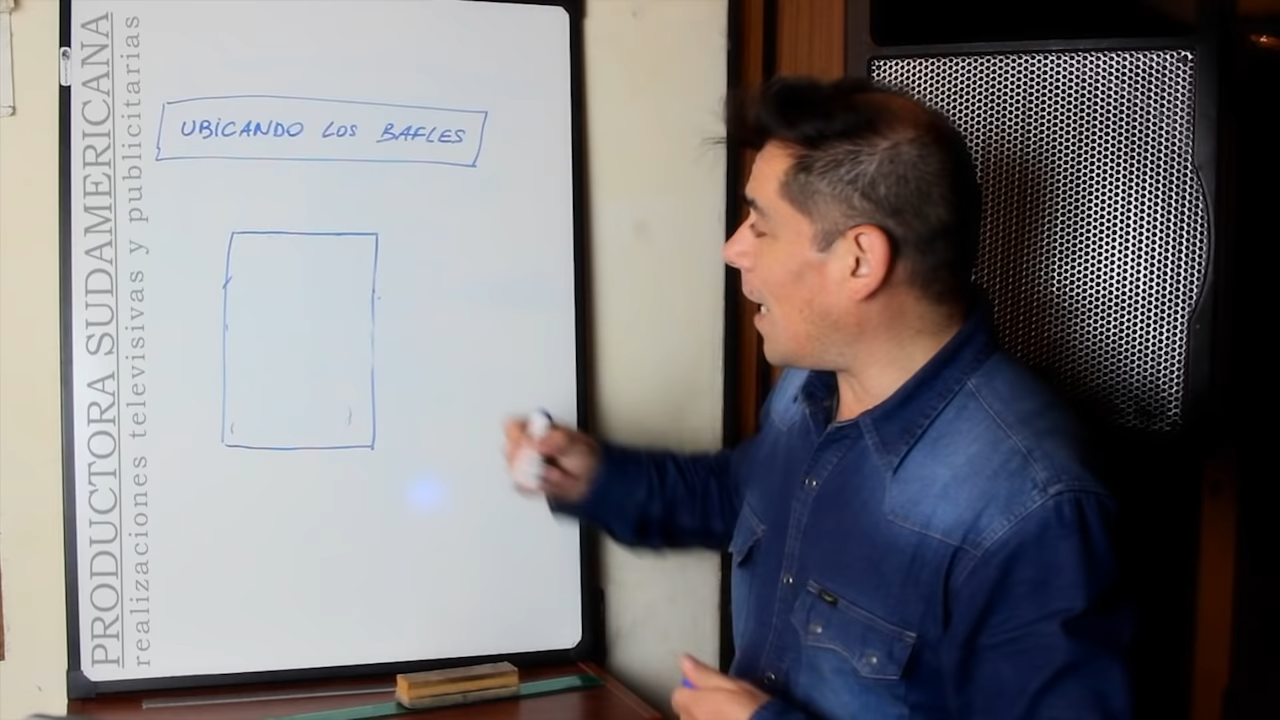 PRODUCTORA SUDAMERICANA
realizaciones televisivas y publicitarias
UBICANDO LOS BAFLES